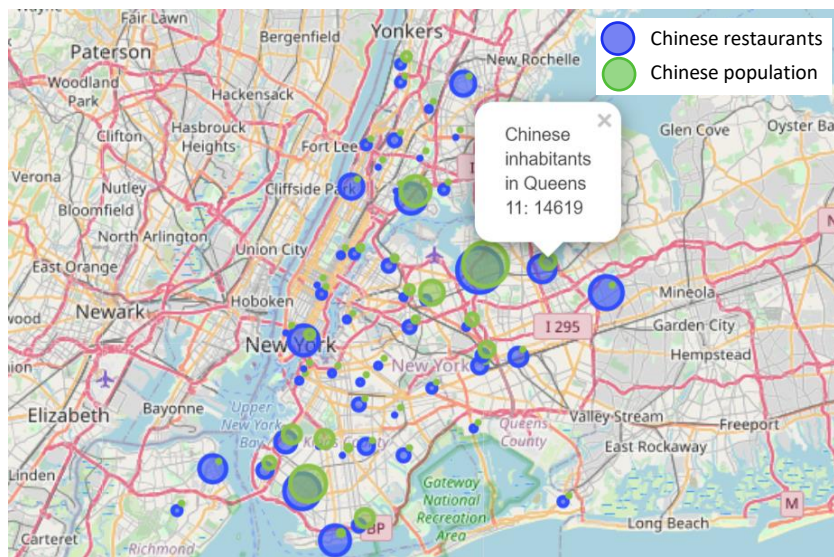 Fair Lawn
Paterson
Bergenfield
Yonkers
New Rochelle
Chinese restaurants
Chinese population
Woodland
Park
Hackensack
Clifton
Hasbrouck
Heights
Fort Lee
Oyster Bay
Glen Cove
Verona
Nutley
Cliffside Park
Bloomfield
North Arlington
Union City
East Orange
Newark
Hoboken
Chinese
inhabitants
in Queens
11: 14619
×
Mineola
I 295
Garden City
New York
New York
Hempstead
Elizabeth
Bayonne
Upper
New York
Bay
Kings County
Queens
County
Valley Stream
Freeport
East Rockaway
Linden
Gateway
National
Recreation
Area
M
BP
Long Beach
Carteret
Richmond